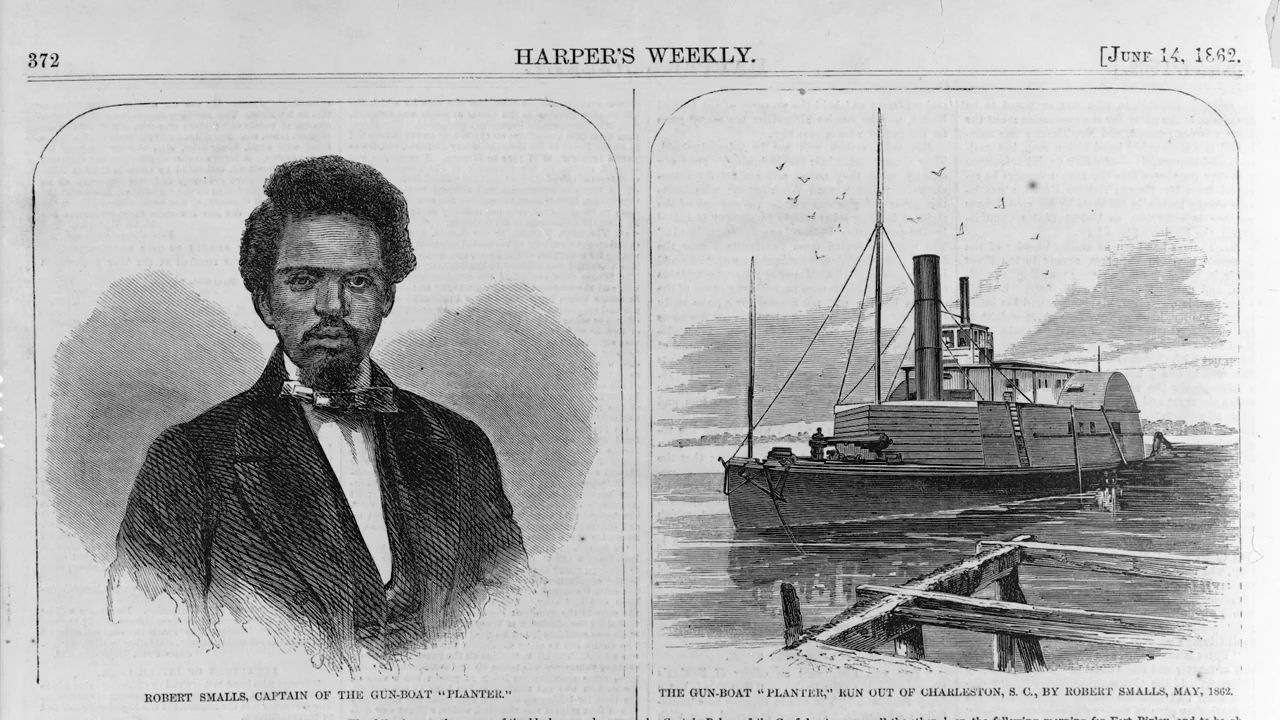 372
HARPER'S WEEKLY.
[JUNE 14, 1862.
ROBERT SMALLS, CAPTAIN OF THE GUN-BOAT "PLANTER."
THE GUN-BOAT "PLANTER," RUN OUT OF CHARLESTON, S. C., BY ROBERT SMALLS, MAY, 1862.